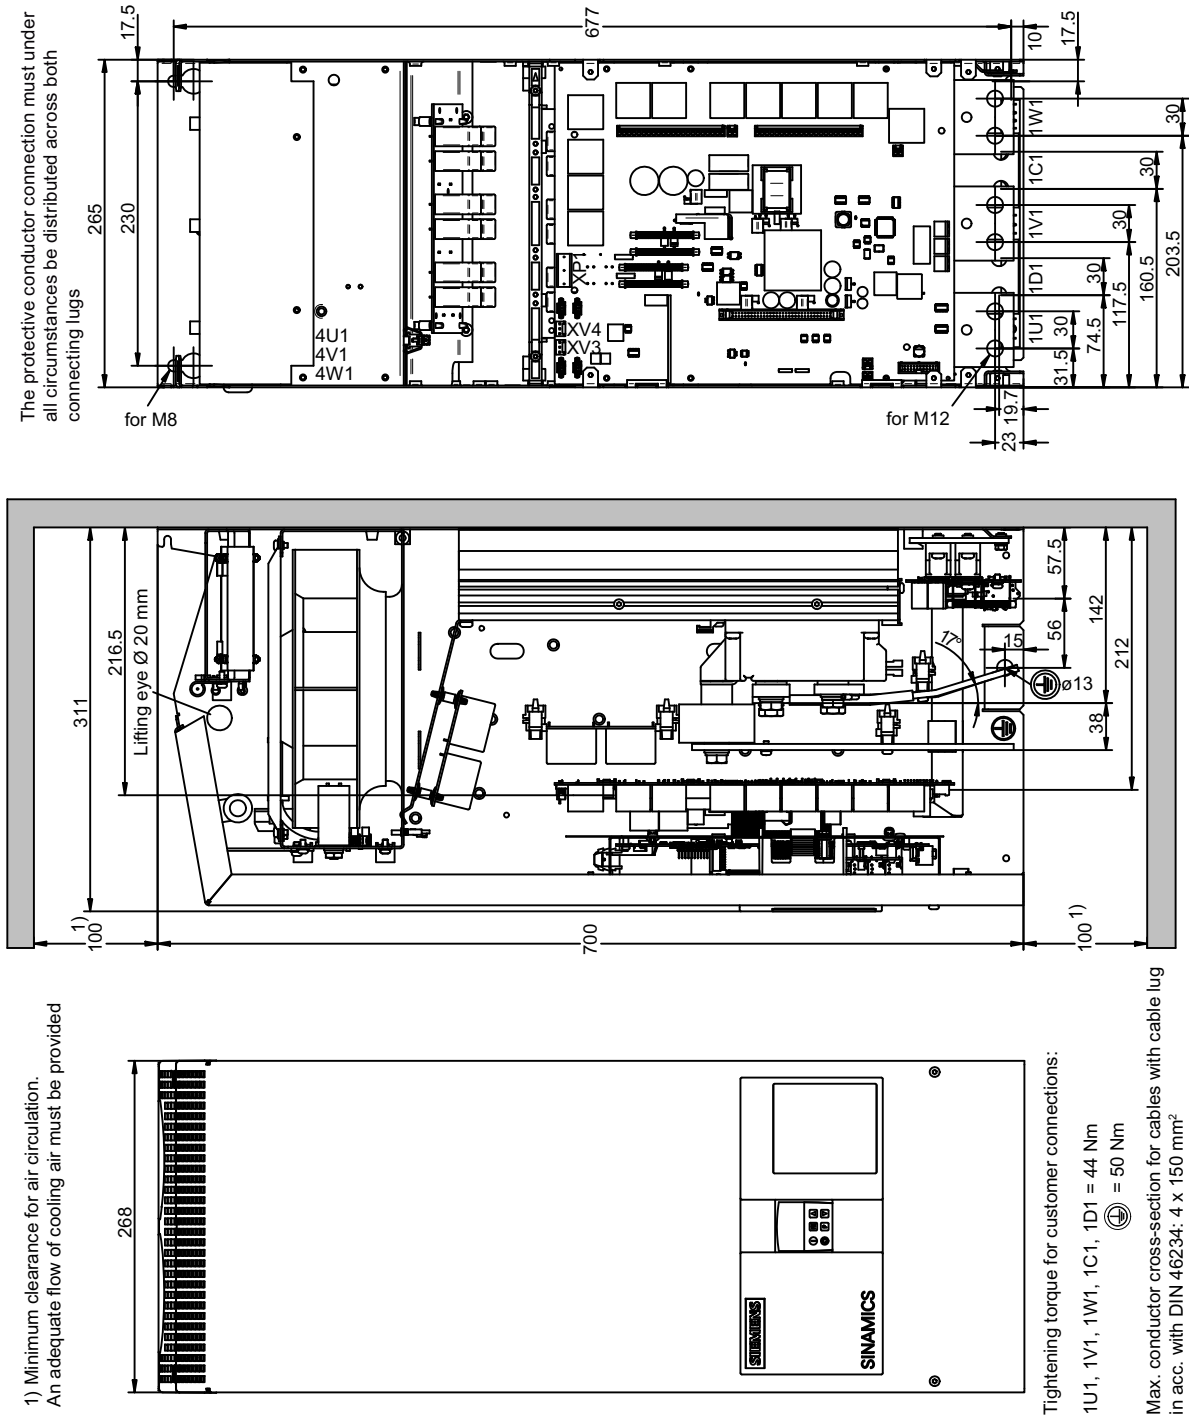 The protective conductor connection must under
all circumstances be distributed across both
connecting lugs
17.5
677
10
17.5
265
230
4U1
4V1
4W1
XP1
XV4
XV3
1W1
1C1
1V1
1D1
1U1
30
30
30
30
30
31.5
74.5
117.5
160.5
203.5
for M8
for M12
23
19.7
311
216.5
Lifting eye Ø 20 mm
17°
15
57.5
56
142
38
212
ø13
100 1)
700
100 1)
1) Minimum clearance for air circulation.
An adequate flow of cooling air must be provided
268
SIEMENS
SINAMICS
Tightening torque for customer connections:
1U1, 1V1, 1W1, 1C1, 1D1 = 44 Nm
= 50 Nm
Max. conductor cross-section for cables with cable lug
in acc. with DIN 46234: 4 x 150 mm²